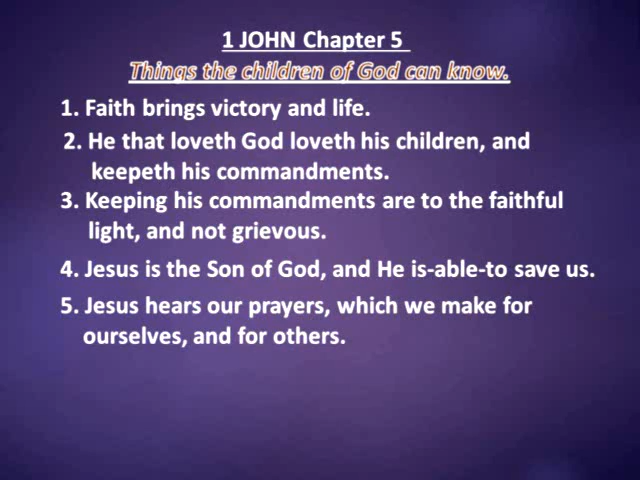 1 JOHN Chapter 5
Things the children of God can know.
1. Faith brings victory and life.
2. He that loveth God loveth his children, and
keepeth his commandments.
3. Keeping his commandments are to the faithful
light, and not grievous.
4. Jesus is the Son of God, and He is-able-to save us.
5. Jesus hears our prayers, which we make for
ourselves, and for others.